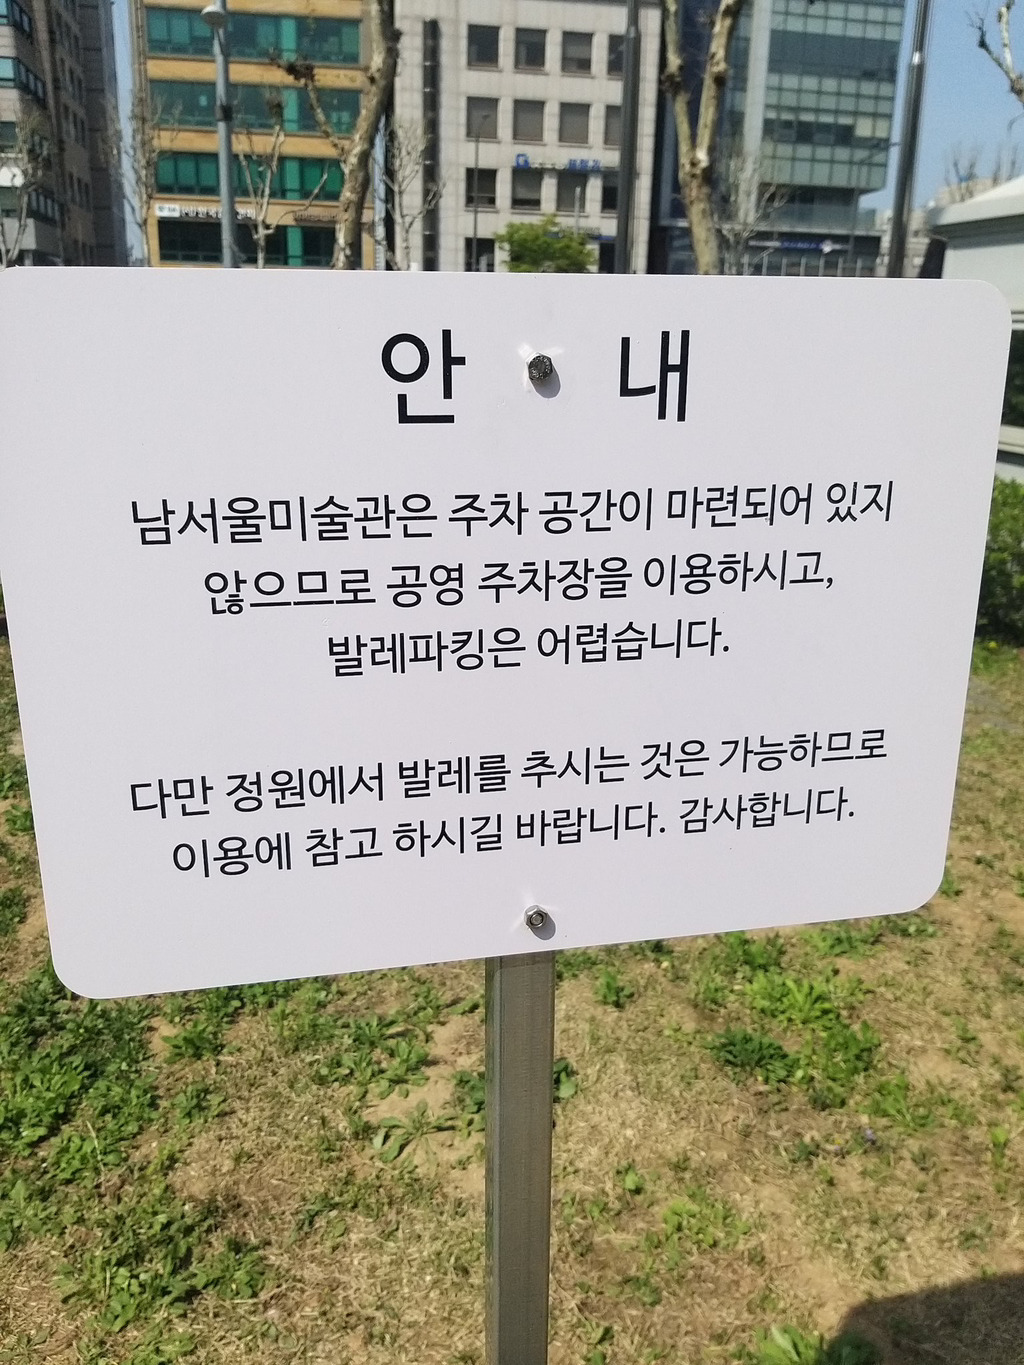 안 내
남서울미술관은 주차 공간이 마련되어 있지
않으므로 공영 주차장을 이용하시고,
발레파킹은 어렵습니다.
다만 정원에서 발레를 추시는 것은 가능하므로
이용에 참고 하시길 바랍니다. 감사합니다.